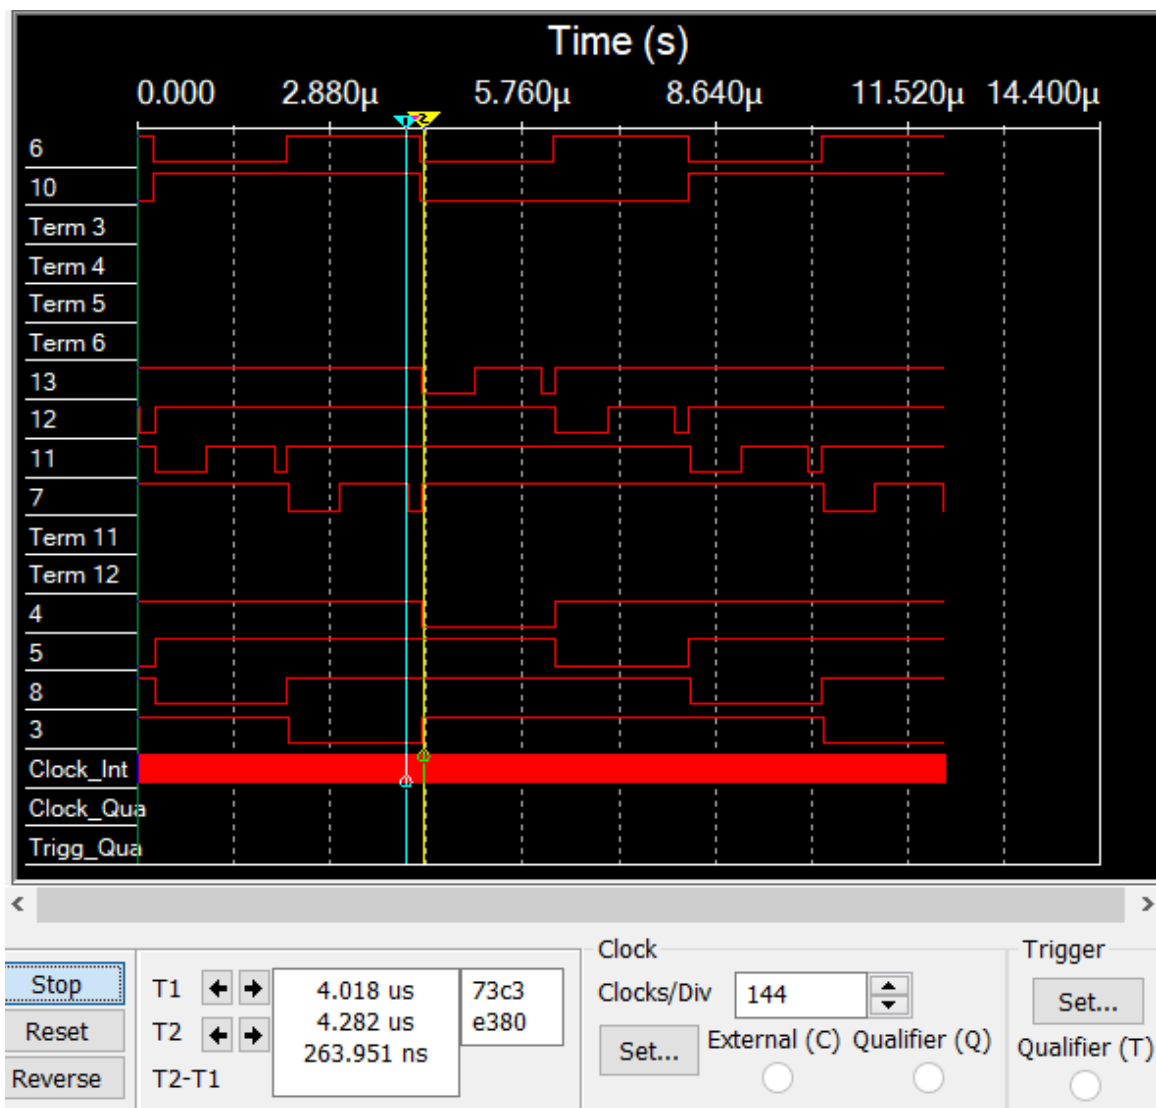 Time (s)
0.000 2.880μ 5.760μ 8.640μ 11.520μ 14.400μ
1 2
6
10
Term 3
Term 4
Term 5
Term 6
13
12
11
7
Term 11
Term 12
4
5
8
3
Clock_Int
Clock_Qua
Trigg_Qua
Stop
Reset
Reverse
T1
T2
T2-T1
4.018 us
4.282 us
263.951 ns
73c3
e380
Clock
Clocks/Div 144
Set... External (C) Qualifier (Q)
Trigger
Set...
Qualifier (T)